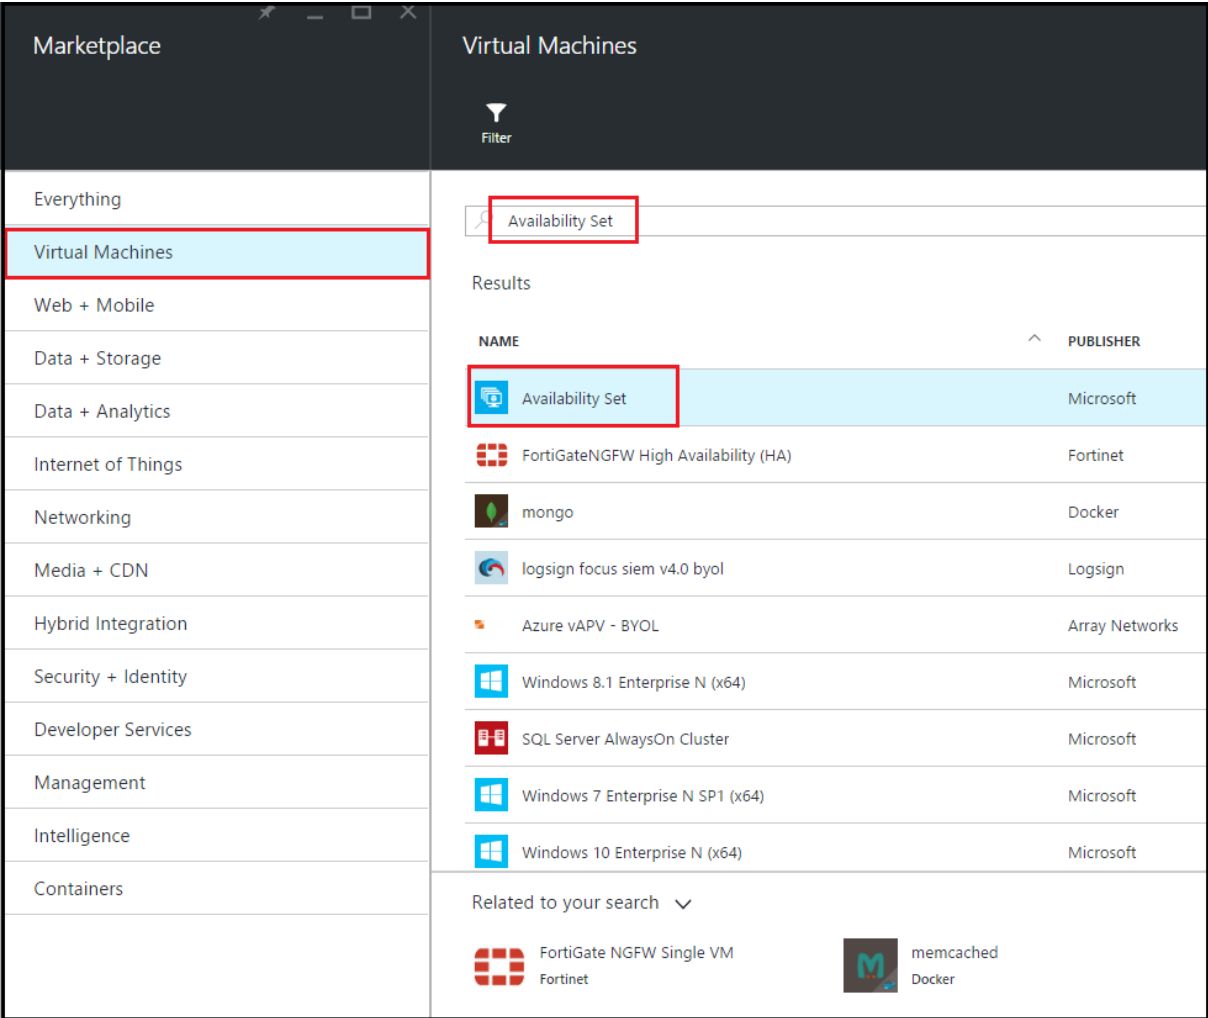 Marketplace
Virtual Machines
Filter
Everything
Virtual Machines
Web + Mobile
Data + Storage
Data + Analytics
Internet of Things
Networking
Media + CDN
Hybrid Integration
Security + Identity
Developer Services
Management
Intelligence
Containers
Availability Set
Results
NAME PUBLISHER
Availability Set Microsoft
FortiGateNGFW High Availability (HA) Fortinet
mongo Docker
logsign focus siem v4.0 byol Logsign
Azure vAPV - BYOL Array Networks
Windows 8.1 Enterprise N (x64) Microsoft
SQL Server AlwaysOn Cluster Microsoft
Windows 7 Enterprise N SP1 (x64) Microsoft
Windows 10 Enterprise N (x64) Microsoft
Related to your search
FortiGate NGFW Single VM
Fortinet
memcached
Docker